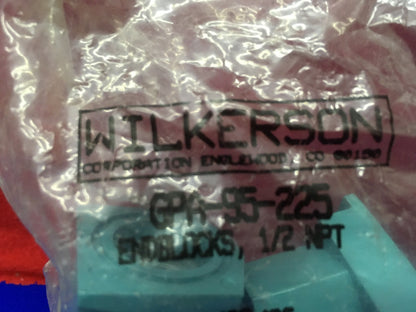 WILKERSON
CORPORATION ENGLEWOOD, CO 80150
GPA-95-225
ENDBLOCKS, 1/2 NPT